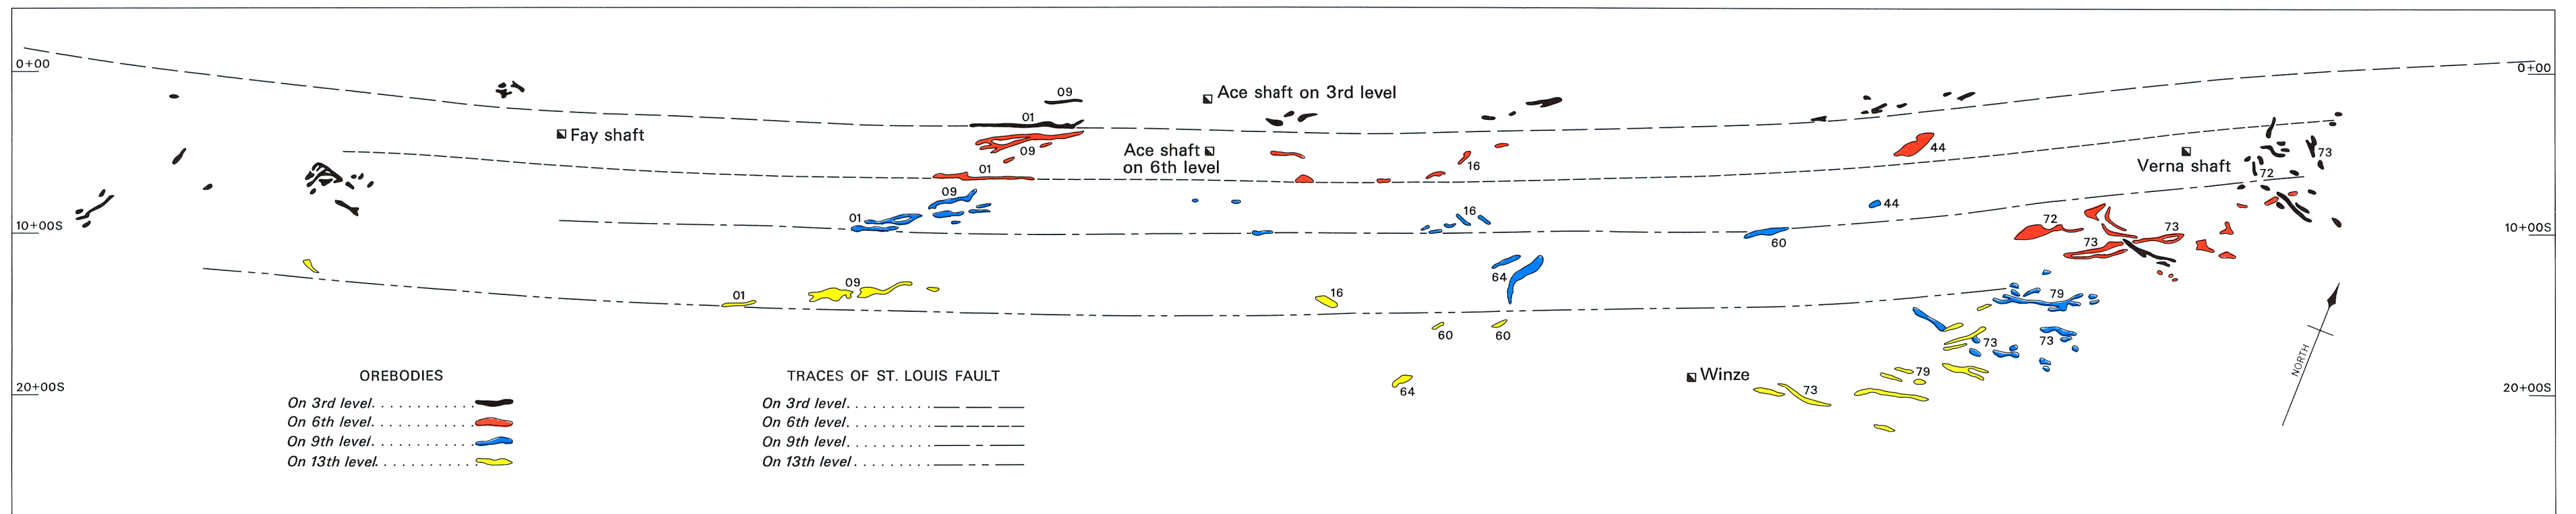 0+00
0+00
09
Ace shaft on 3rd level
01
Fay shaft
09
Ace shaft
on 6th level
44
73
16
Verna shaft
01
72
09
44
16
01
72
10+00S
73
10+00S
73
60
64
09
79
01
16
60
60
73
73
OREBODIES
TRACES OF ST. LOUIS FAULT
Winze
79
NORTH
20+00S
64
73
20+00S
On 3rd level..........
On 3rd level.........
On 6th level..........
On 6th level.........
On 9th level..........
On 9th level.........
On 13th level..........
On 13th level.........